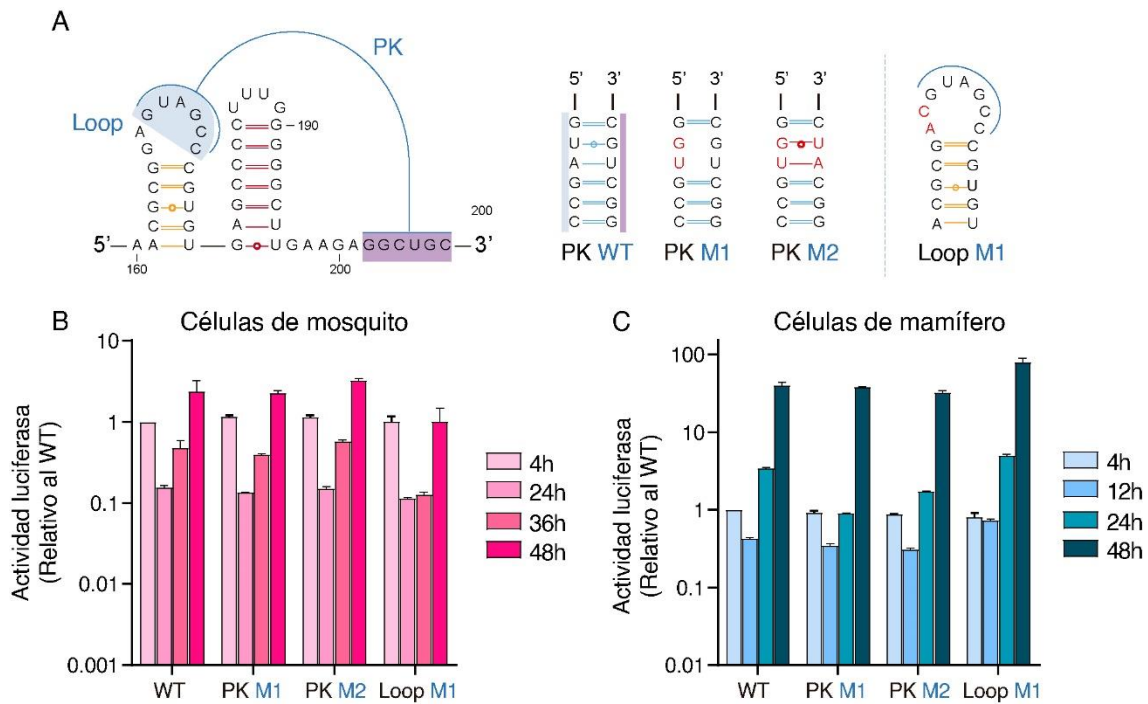 A
PK
Loop
U U U G
C G 190
C G
C G
C G
G C
A U
G U A G C C
A G
G C
C G
G U
C G
5' A A U G U G A A G A G G C U G C 3'
160
200
200
5' 3'
G C
U G
A U
G C
C G
C G
PK WT
5' 3'
G C
G G
U U
G C
C G
C G
PK M1
5' 3'
G C
G U
U A
G C
C G
C G
PK M2
G U A G C C
C
A
G C
C G
G U
C G
A U
Loop M1
B
Células de mosquito
Actividad luciferasa
(Relativo al WT)
10
1
0.1
0.01
0.001
WT
PK M1
PK M2
Loop M1
4h
24h
36h
48h
C
Células de mamífero
Actividad luciferasa
(Relativo al WT)
100
10
1
0.1
0.01
WT
PK M1
PK M2
Loop M1
4h
12h
24h
48h